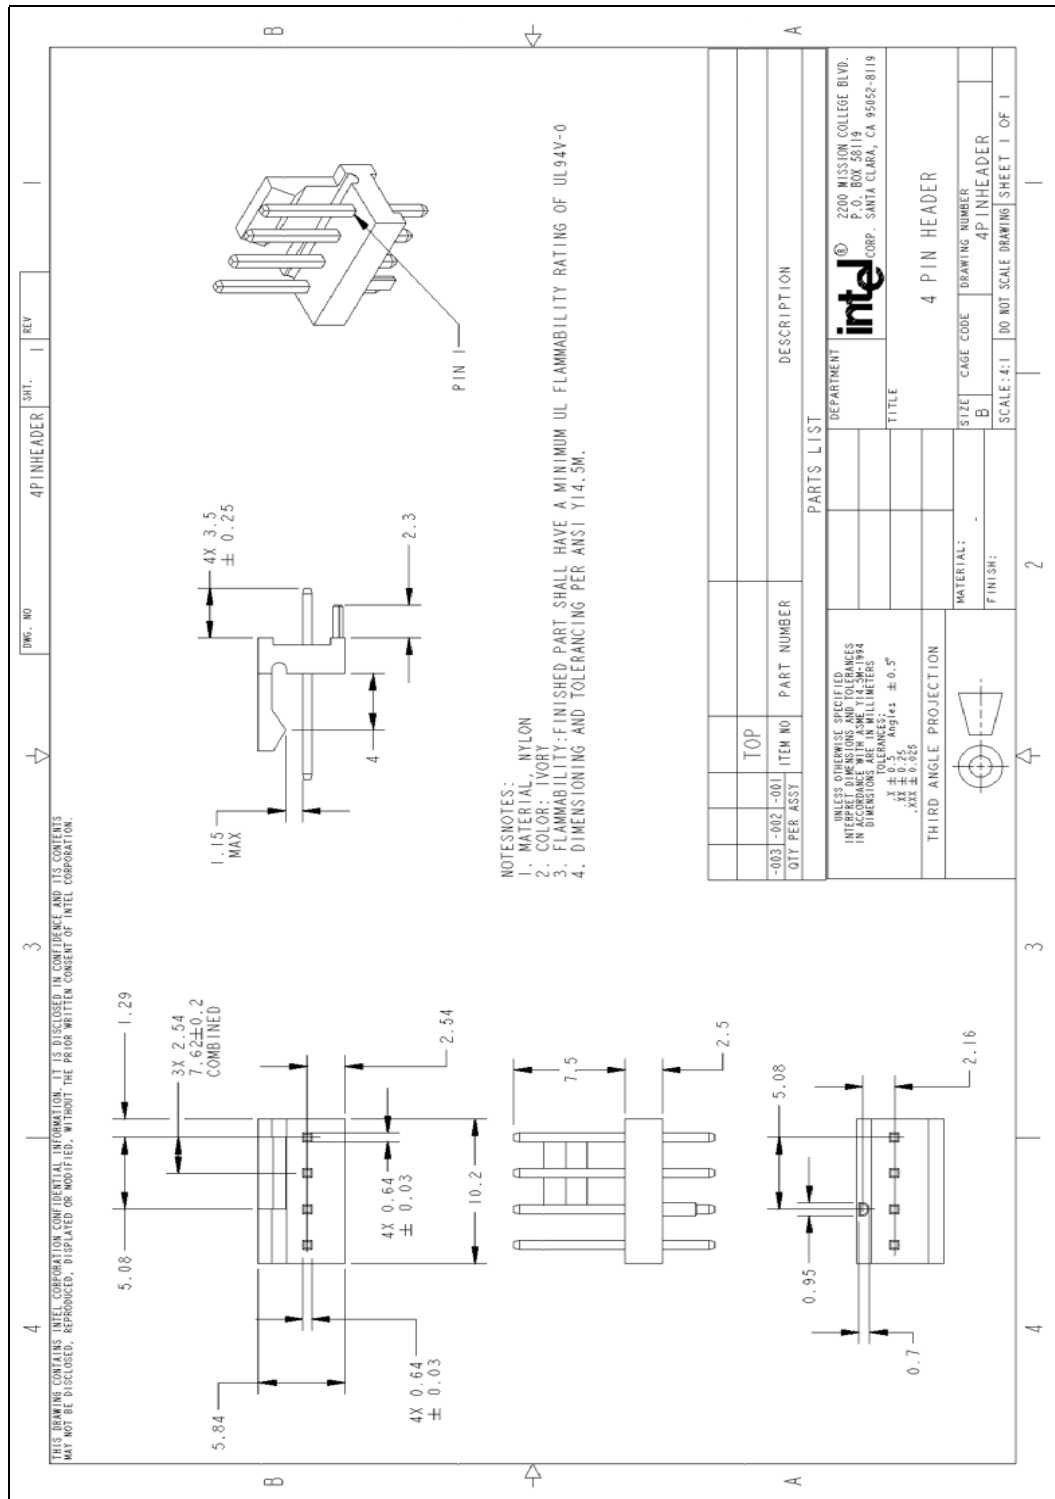 DWG. NO
4PINHEADER
SHT.
1
REV
4
3
2
1
THIS DRAWING CONTAINS INTEL CORPORATION CONFIDENTIAL INFORMATION. IT IS DISCLOSED IN CONFIDENCE AND ITS CONTENTS
MAY NOT BE DISCLOSED, REPRODUCED, DISPLAYED OR MODIFIED, WITHOUT THE PRIOR WRITTEN CONSENT OF INTEL CORPORATION.
B
B
5.84
5.08
1.29
3X 2.54
7.62±0.2
COMBINED
2.54
4X 0.64
± 0.03
4X 0.64
± 0.03
10.2
1.15
MAX
4
4X 3.5
± 0.25
2.3
PIN 1
7.5
2.5
NOTESNOTES:
1. MATERIAL, NYLON
2. COLOR: IVORY
3. FLAMMABILITY:FINISHED PART SHALL HAVE A MINIMUM UL FLAMMABILITY RATING OF UL94V-0
4. DIMENSIONING AND TOLERANCING PER ANSI Y14.5M.
A
A
0.7
0.95
5.08
2.16
TOP
-003
-002
-001
ITEM NO
PART NUMBER
DESCRIPTION
QTY PER ASSY
PARTS LIST
UNLESS OTHERWISE SPECIFIED
INTERPRET DIMENSIONS AND TOLERANCES
IN ACCORDANCE WITH ASME Y14.5M-1994
DIMENSIONS ARE IN MILLIMETERS
TOLERANCES:
.X ± 0.5 Angles ± 0.5°
.XX ± 0.25
.XXX ± 0.025
THIRD ANGLE PROJECTION
MATERIAL:
-
FINISH:
DEPARTMENT
intel®
CORP.
2200 MISSION COLLEGE BLVD.
P.O. BOX 58119
SANTA CLARA, CA 95052-8119
TITLE
4 PIN HEADER
SIZE
B
CAGE CODE
DRAWING NUMBER
4PINHEADER
SCALE:4:1
DO NOT SCALE DRAWING
SHEET 1 OF 1
4
3
2